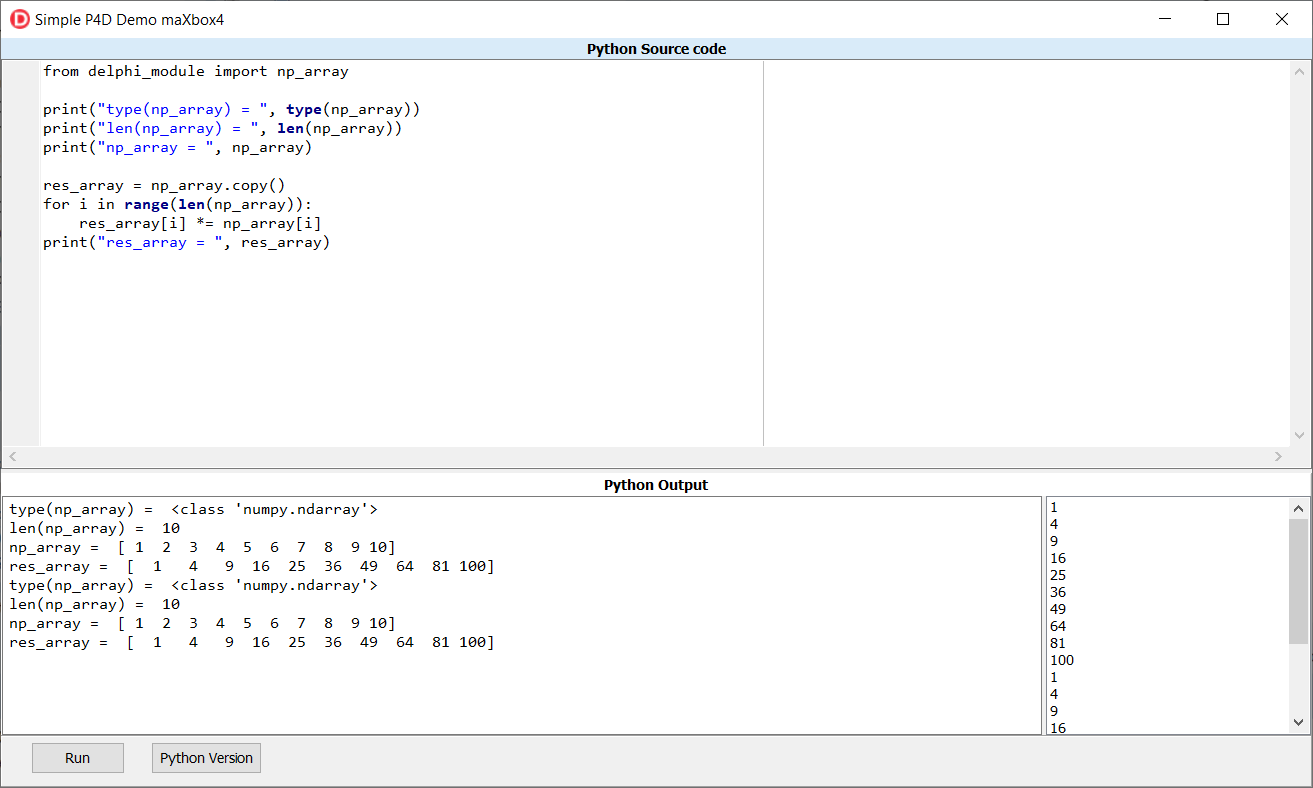 Simple P4D Demo maXbox4
Python Source code
from delphi_module import np_array

print("type(np_array) = ", type(np_array))
print("len(np_array) = ", len(np_array))
print("np_array = ", np_array)

res_array = np_array.copy()
for i in range(len(np_array)):
    res_array[i] *= np_array[i]
print("res_array = ", res_array)
Python Output
type(np_array) =  <class 'numpy.ndarray'>
len(np_array) =  10
np_array =  [ 1  2  3  4  5  6  7  8  9 10]
res_array =  [  1   4   9  16  25  36  49  64  81 100]
type(np_array) =  <class 'numpy.ndarray'>
len(np_array) =  10
np_array =  [ 1  2  3  4  5  6  7  8  9 10]
res_array =  [  1   4   9  16  25  36  49  64  81 100]
1
4
9
16
25
36
49
64
81
100
1
4
9
16
Run
Python Version